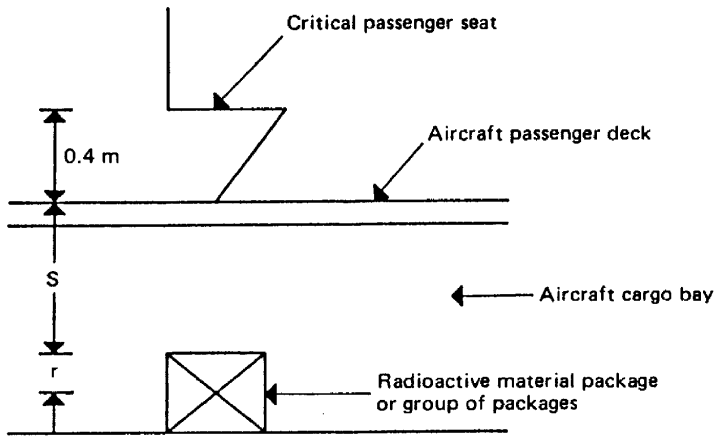 Critical passenger seat
0.4 m
Aircraft passenger deck
S
Aircraft cargo bay
r
Radioactive material package
or group of packages